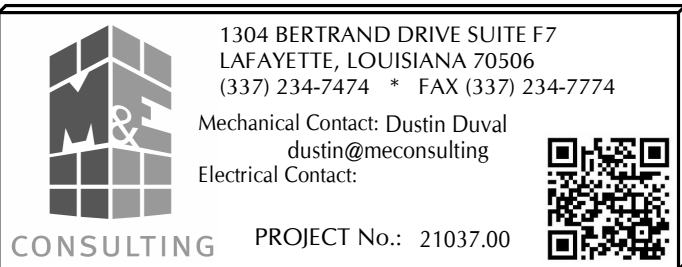 M&E
CONSULTING
1304 BERTRAND DRIVE SUITE F7
LAFAYETTE, LOUISIANA 70506
(337) 234-7474 * FAX (337) 234-7774
Mechanical Contact: Dustin Duval
dustin@meconsulting
Electrical Contact:
PROJECT No.: 21037.00